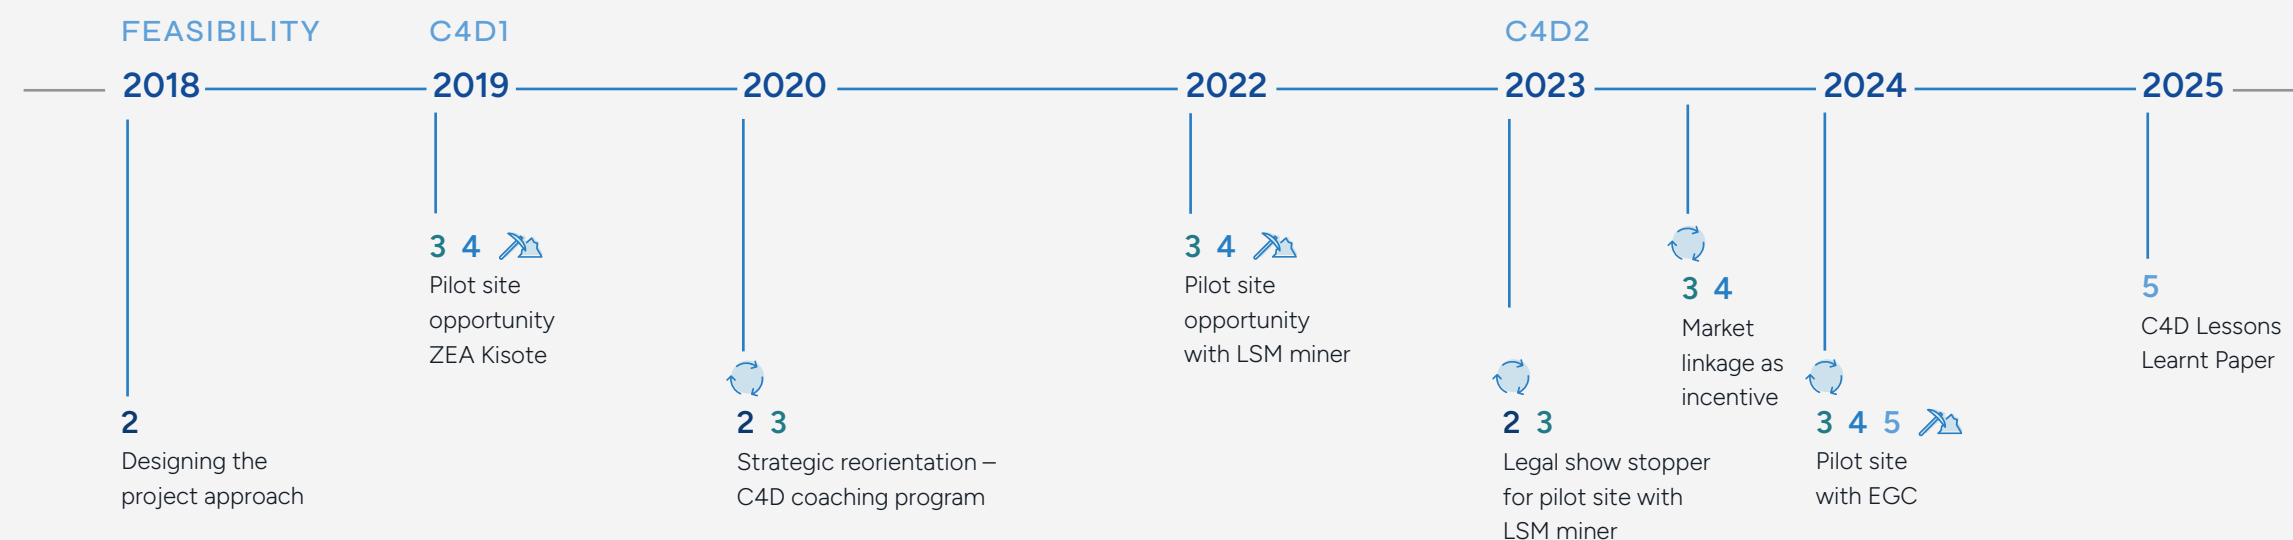 FEASIBILITY
C4D1
C4D2
2018
2019
2020
2022
2023
2024
2025
2
Designing the
project approach
3 4
Pilot site
opportunity
ZEA Kisote
2 3
Strategic reorientation –
C4D coaching program
3 4
Pilot site
opportunity
with LSM miner
2 3
Legal show stopper
for pilot site with
LSM miner
3 4
Market
linkage as
incentive
3 4 5
Pilot site
with EGC
5
C4D Lessons
Learnt Paper